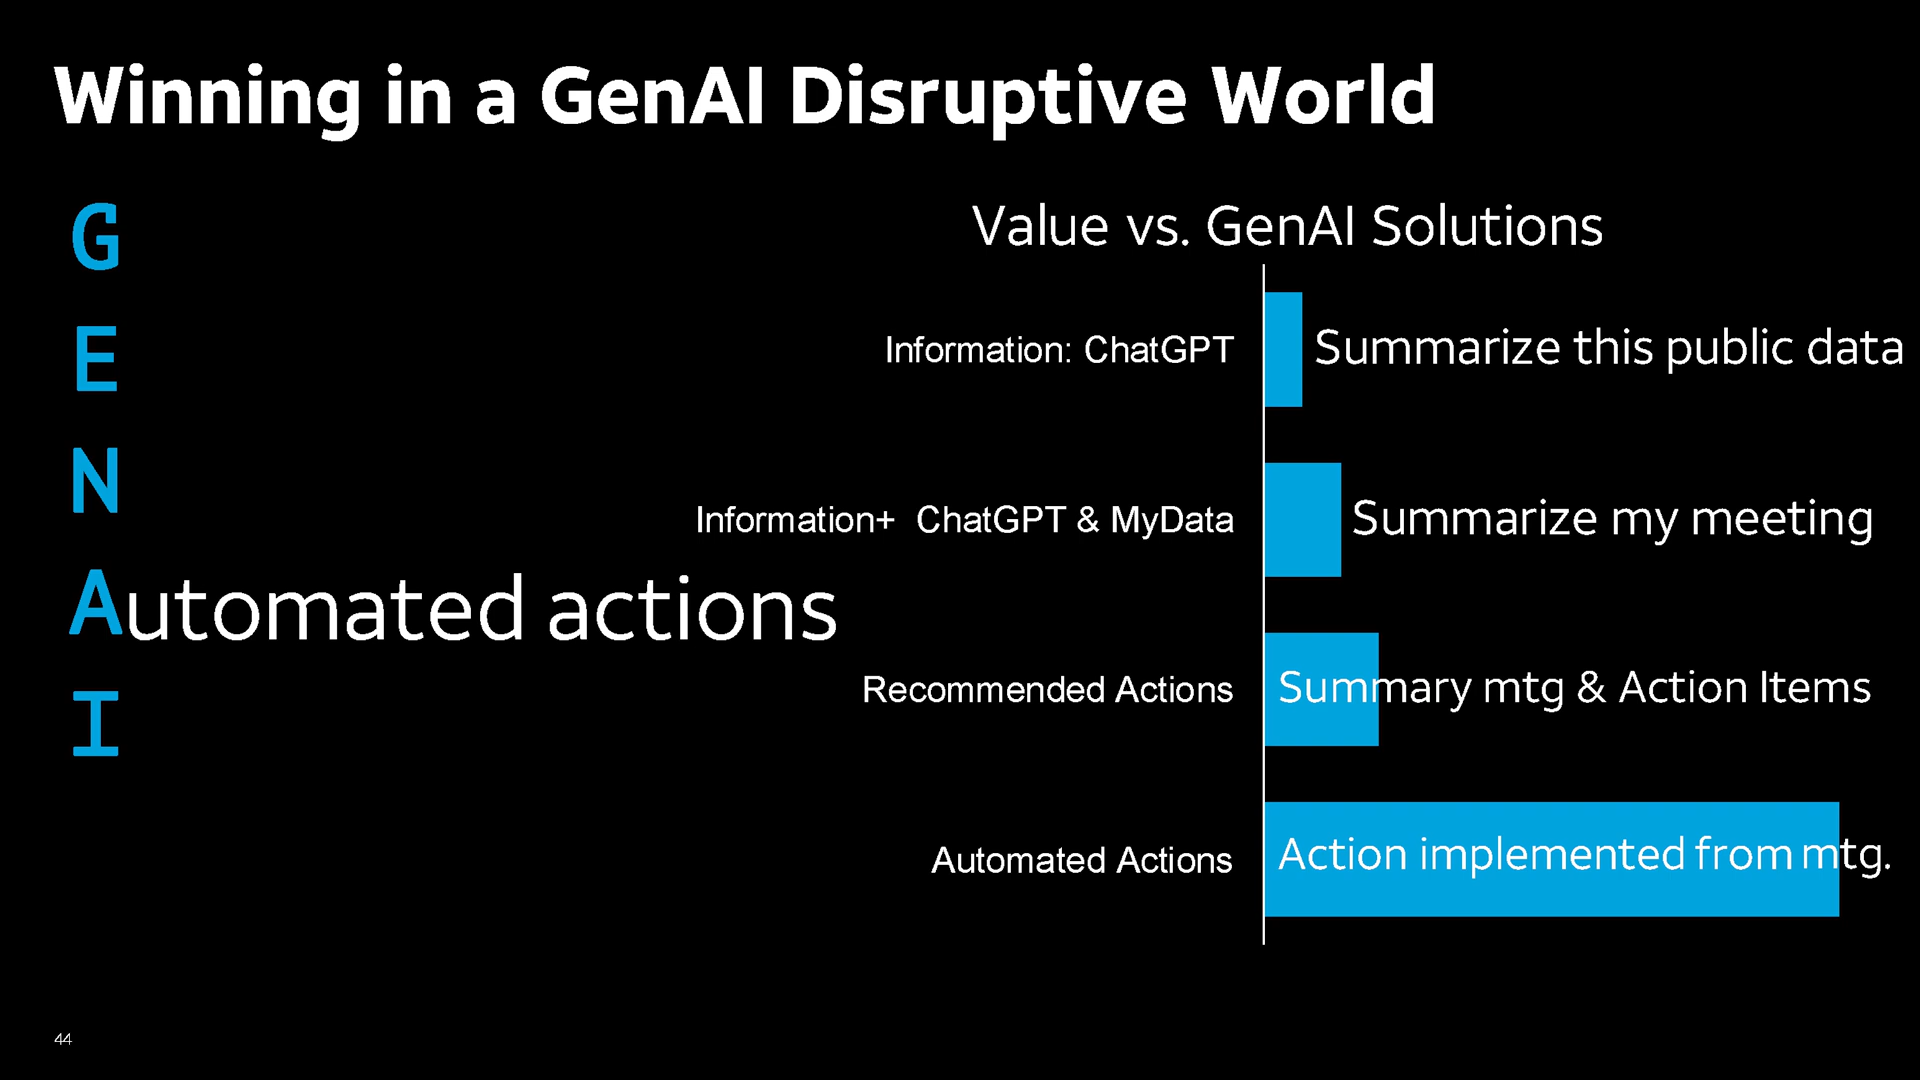 Winning in a GenAI Disruptive World
G
E
N
Automated actions
I
Value vs. GenAI Solutions
Information: ChatGPT
Summarize this public data
Information+  ChatGPT & MyData
Summarize my meeting
Recommended Actions
Summary mtg & Action Items
Automated Actions
Action implemented from mtg.
44